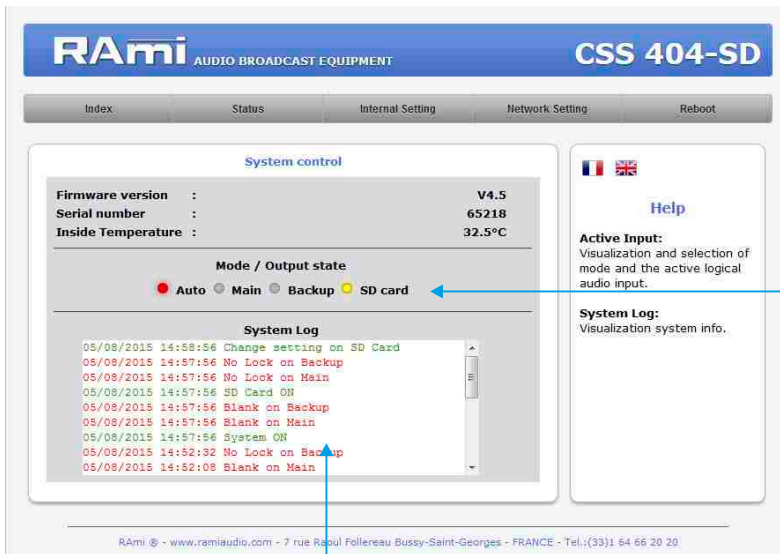 RAmi AUDIO BROADCAST EQUIPMENT
CSS 404-SD
Index Status Internal Setting Network Setting Reboot
System control
Firmware version : V4.5
Serial number : 65218
Inside Temperature : 32.5°C
Mode / Output state
Auto Main Backup SD card
System Log
05/08/2015 14:58:56 Change setting on SD Card
05/08/2015 14:57:56 No Lock on Backup
05/08/2015 14:57:56 No Lock on Main
05/08/2015 14:57:56 SD Card ON
05/08/2015 14:57:56 Blank on Backup
05/08/2015 14:57:56 Blank on Main
05/08/2015 14:57:56 System ON
05/08/2015 14:52:32 No Lock on Backup
05/08/2015 14:52:08 Blank on Main
Help
Active Input:
Visualization and selection of
mode and the active logical
audio input.
System Log:
Visualization system info.
RAmi ® - www.ramiaudio.com - 7 rue Raoul Follereau Bussy-Saint-Georges - FRANCE - Tel.:(33)1 64 66 20 20